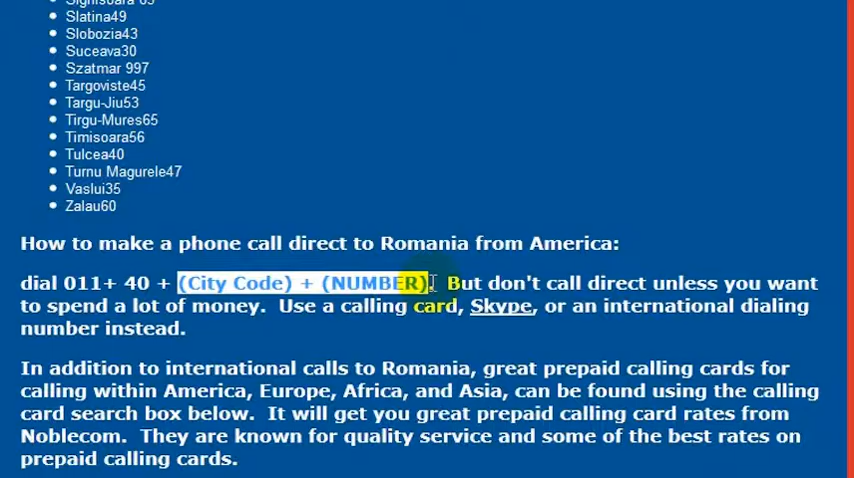 Sighisoara 65
Slatina49
Slobozia43
Suceava30
Szatmar 997
Targoviste45
Targu-Jiu53
Tirgu-Mures65
Timisoara56
Tulcea40
Turnu Magurele47
Vaslui35
Zalau60
How to make a phone call direct to Romania from America:
dial 011+ 40 + (City Code) + (NUMBER). But don't call direct unless you want
to spend a lot of money. Use a calling card, Skype, or an international dialing
number instead.
In addition to international calls to Romania, great prepaid calling cards for
calling within America, Europe, Africa, and Asia, can be found using the calling
card search box below. It will get you great prepaid calling card rates from
Noblecom. They are known for quality service and some of the best rates on
prepaid calling cards.